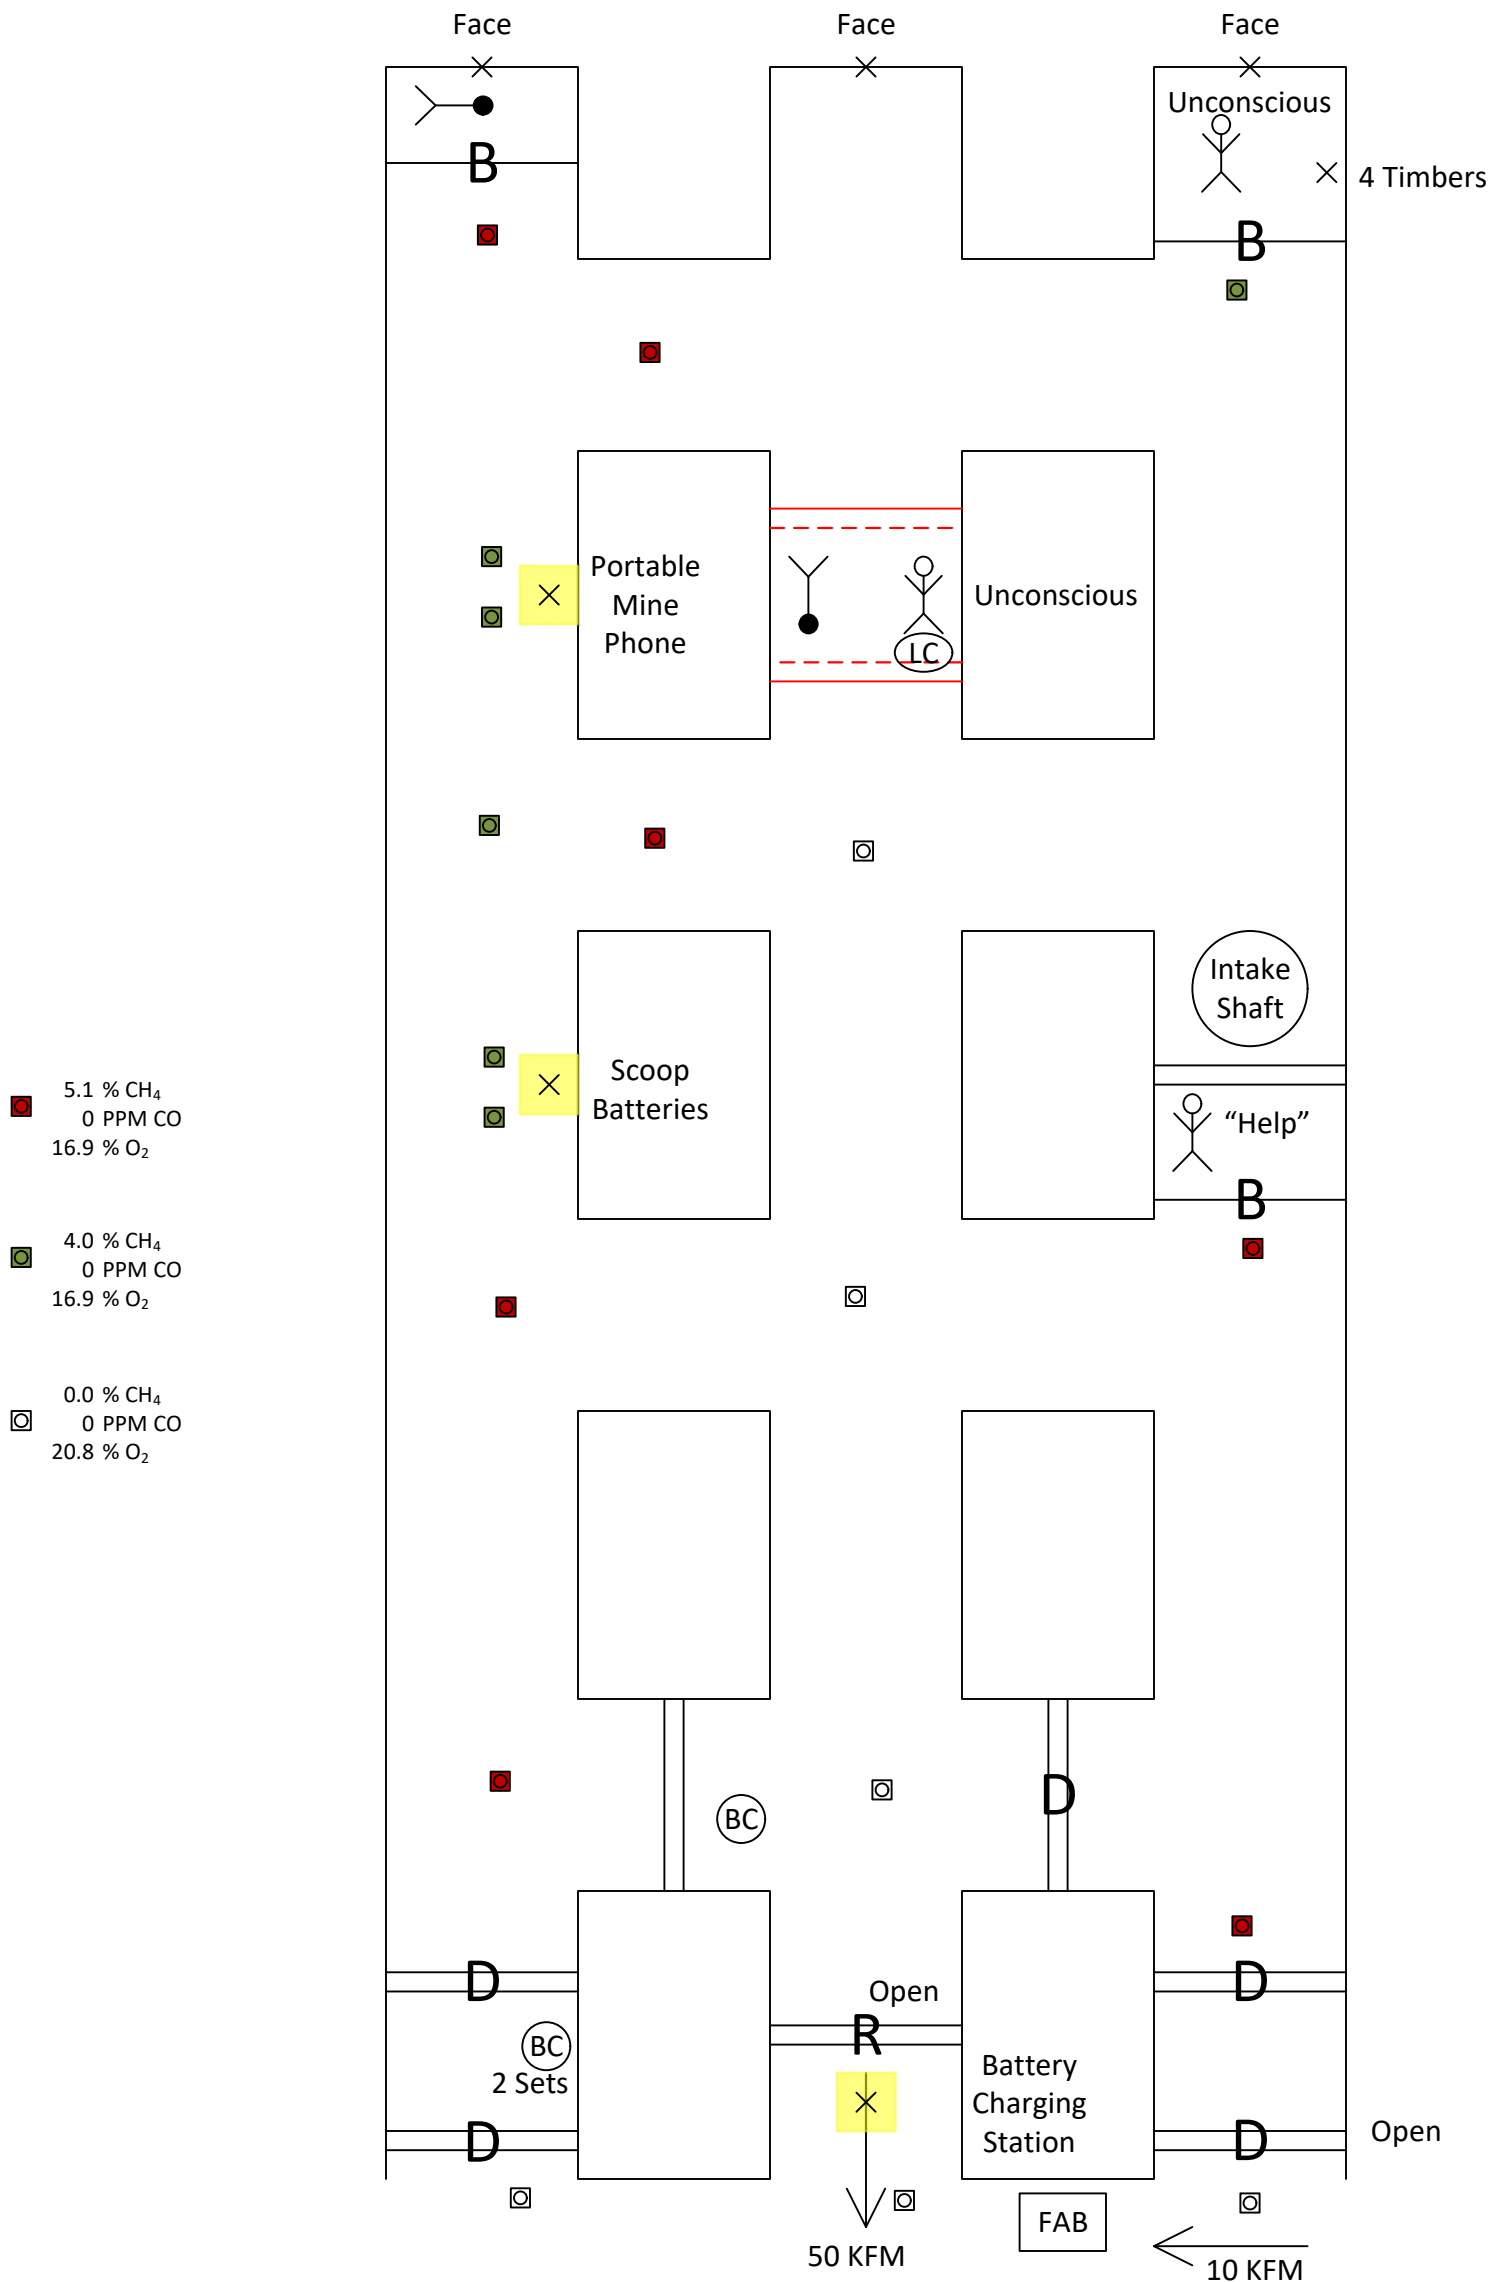 Face
Face
Face
Unconscious
B
4 Timbers
B
Portable
Mine
Phone
Unconscious
LC
Intake
Shaft
Scoop
Batteries
5.1 % CH₄
0 PPM CO
16.9 % O₂
"Help"
B
4.0 % CH₄
0 PPM CO
16.9 % O₂
0.0 % CH₄
0 PPM CO
20.8 % O₂
D
BC
D
Open
D
R
BC
2 Sets
Battery
Charging
Station
D
D
Open
FAB
50 KFM
10 KFM